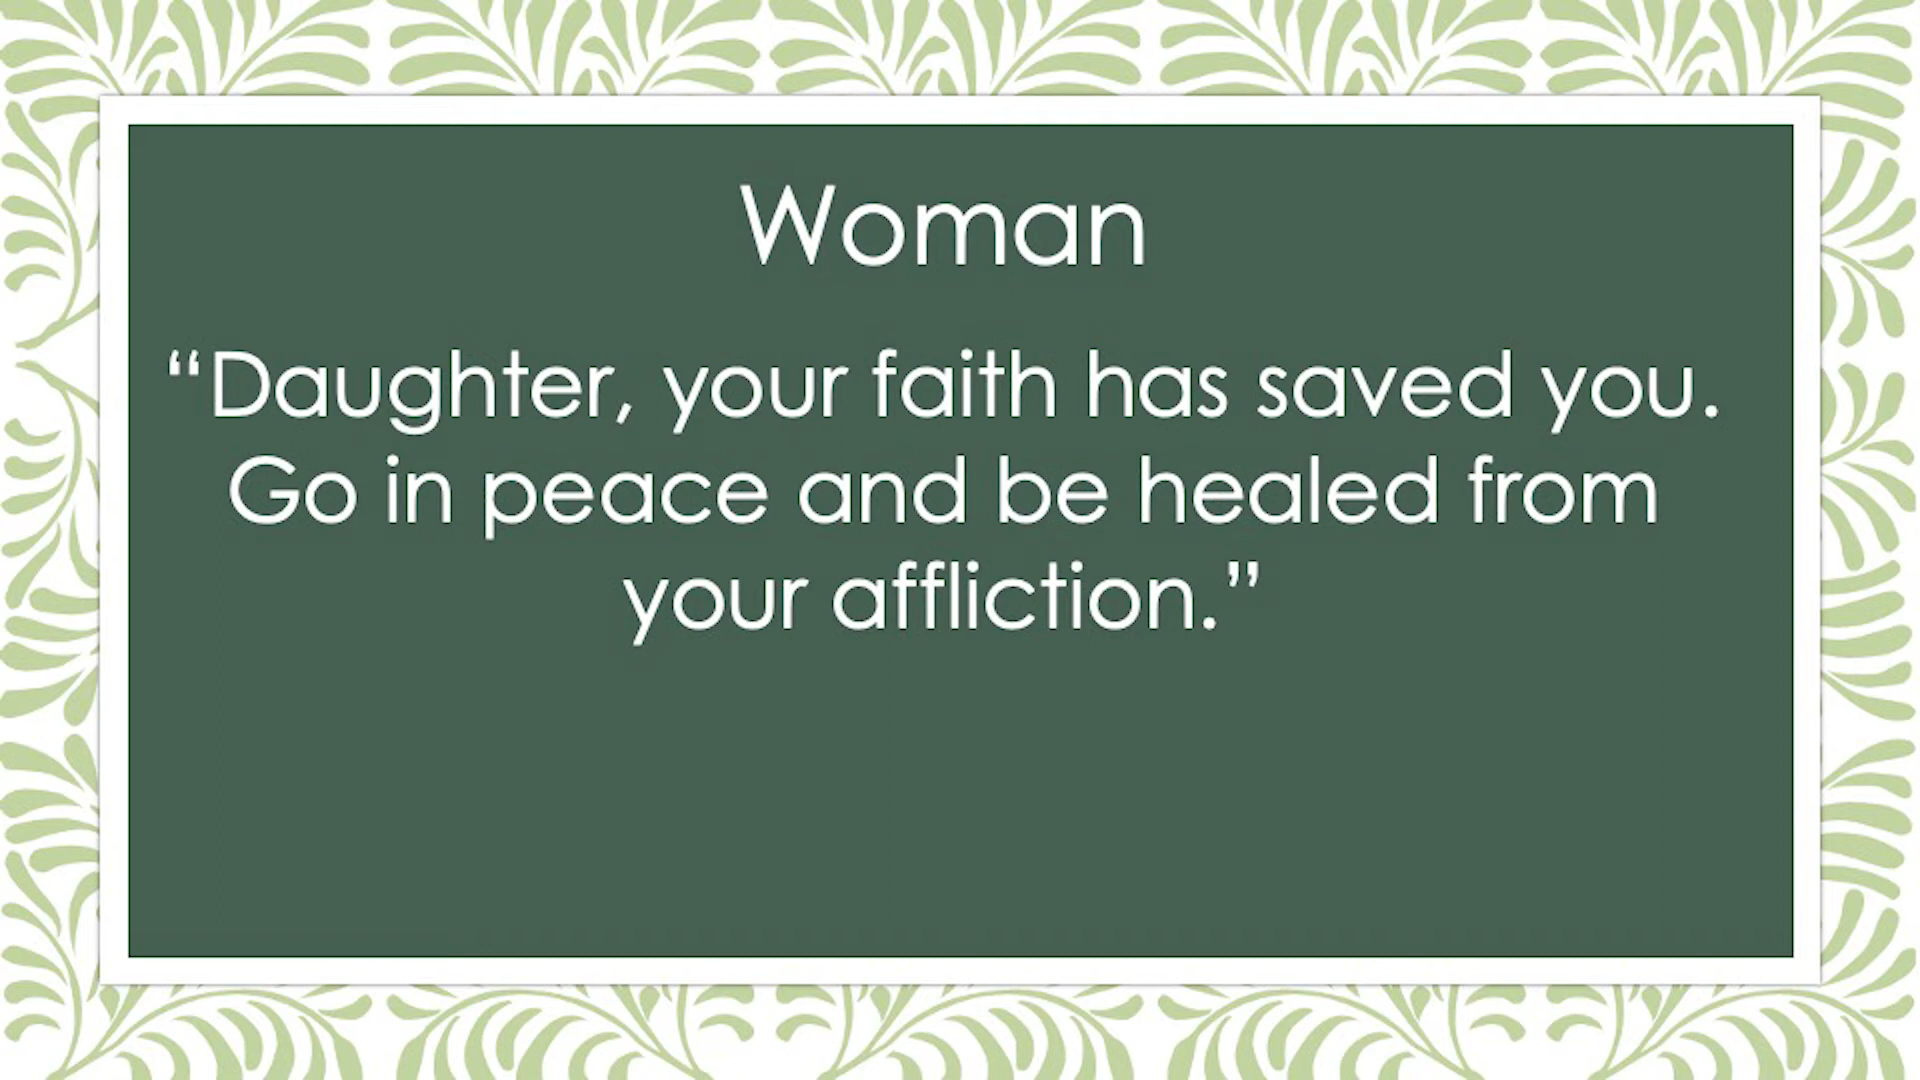 Woman
“Daughter, your faith has saved you.
Go in peace and be healed from
your affliction.”